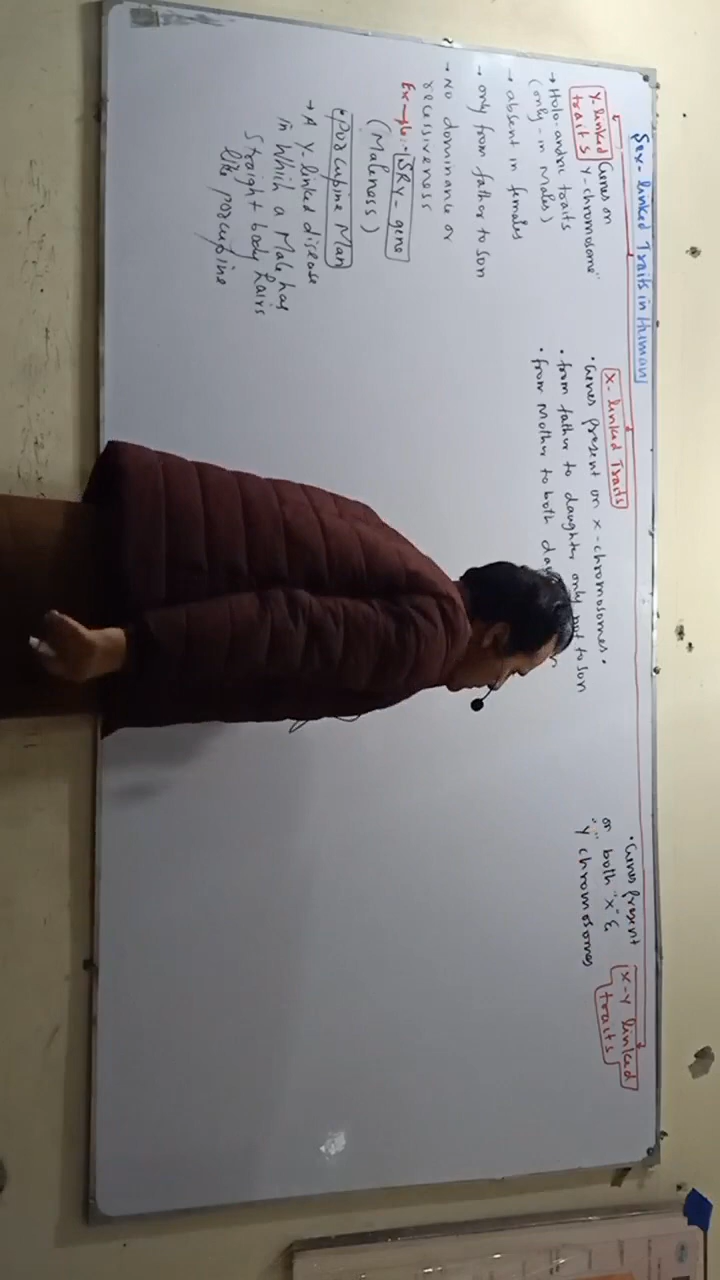 Sex-linked Traits in Human
Y-linked traits
Genes on
Y-chromosome"
→ Holo-andric traits
(only-in Males)
→ absent in females
→ only from father to son
→ No dominance or
recessiveness
Example:- SRY-gene
(Maleness)
Porcupine Man
→ A Y-linked disease
in which a Male has
straight body hairs
like porcupine
X-linked Traits
• Genes present on X-chromosomes.
• from father to daughter only but to son
• from Mother to both
X-Y linked
traits
• Genes present
on both "X" &
"Y" chromosomes